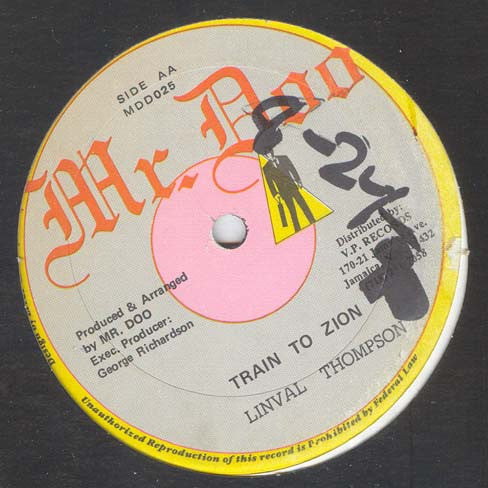 SIDE AA
MDD025
Mr. Doo
Distributed by:
V.P. RECORDS
170-21
Jamaica
Produced & Arranged
by MR. DOO
Exec. Producer:
George Richardson
TRAIN TO ZION
LINVAL THOMPSON
Unauthorized Reproduction of this record is Prohibited by Federal Law